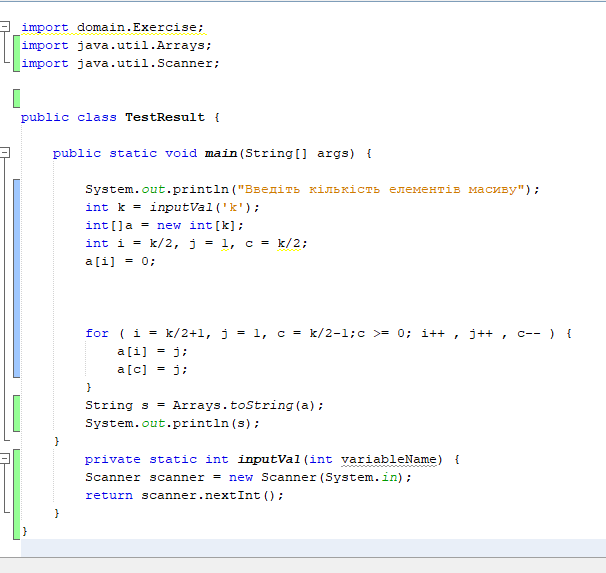 import domain.Exercise;
import java.util.Arrays;
import java.util.Scanner;
public class TestResult {
public static void main(String[] args) {
System.out.println("Введіть кількість елементів масиву");
int k = inputVal('k');
int[]a = new int[k];
int i = k/2, j = 1, c = k/2;
a[i] = 0;
for ( i = k/2+1, j = 1, c = k/2-1;c >= 0; i++ , j++ , c-- ) {
a[i] = j;
a[c] = j;
}
String s = Arrays.toString(a);
System.out.println(s);
}
private static int inputVal(int variableName) {
Scanner scanner = new Scanner(System.in);
return scanner.nextInt();
}
}